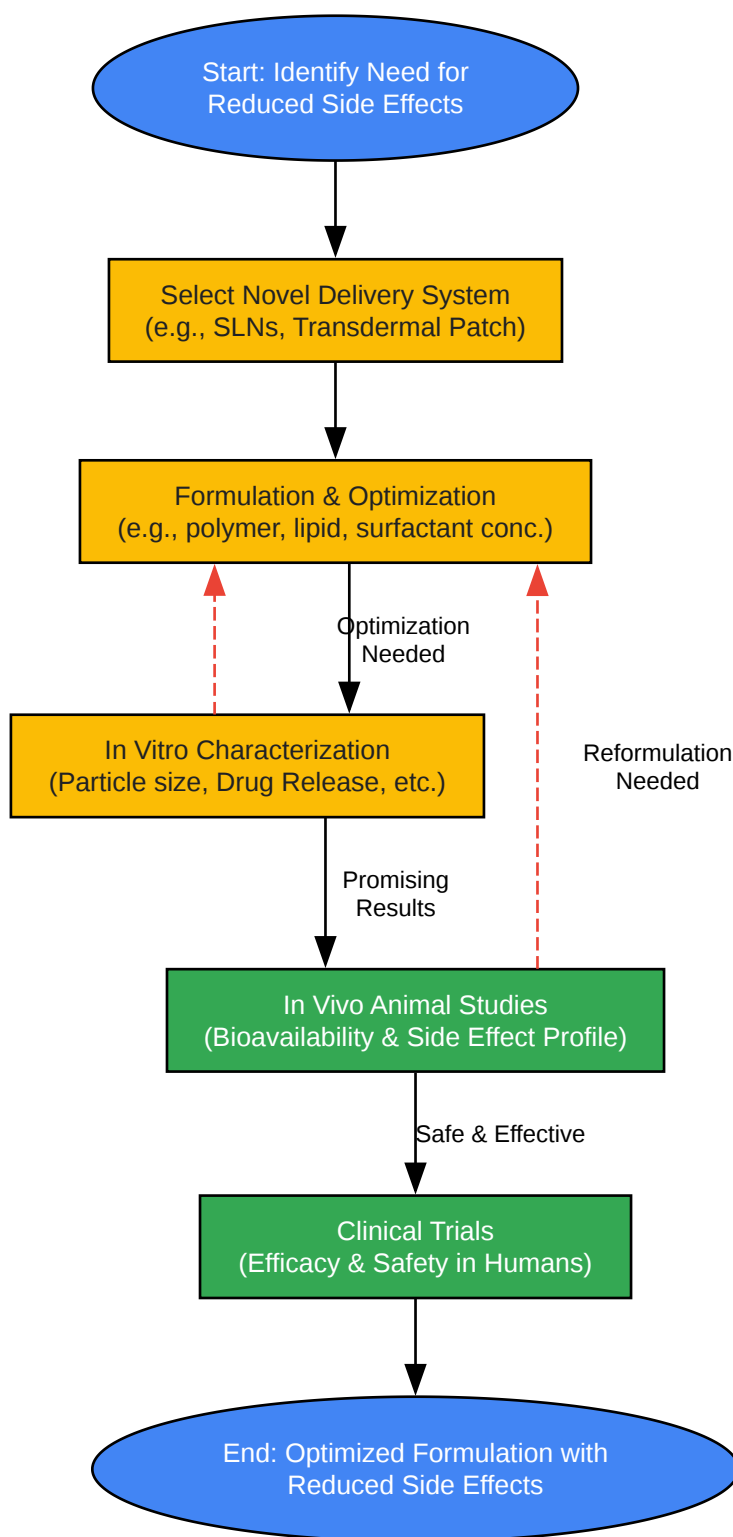 Start: Identify Need for
Reduced Side Effects
Select Novel Delivery System
(e.g., SLNs, Transdermal Patch)
Formulation & Optimization
(e.g., polymer, lipid, surfactant conc.)
Optimization
Needed
In Vitro Characterization
(Particle size, Drug Release, etc.)
Reformulation
Needed
Promising
Results
In Vivo Animal Studies
(Bioavailability & Side Effect Profile)
Safe & Effective
Clinical Trials
(Efficacy & Safety in Humans)
End: Optimized Formulation with
Reduced Side Effects